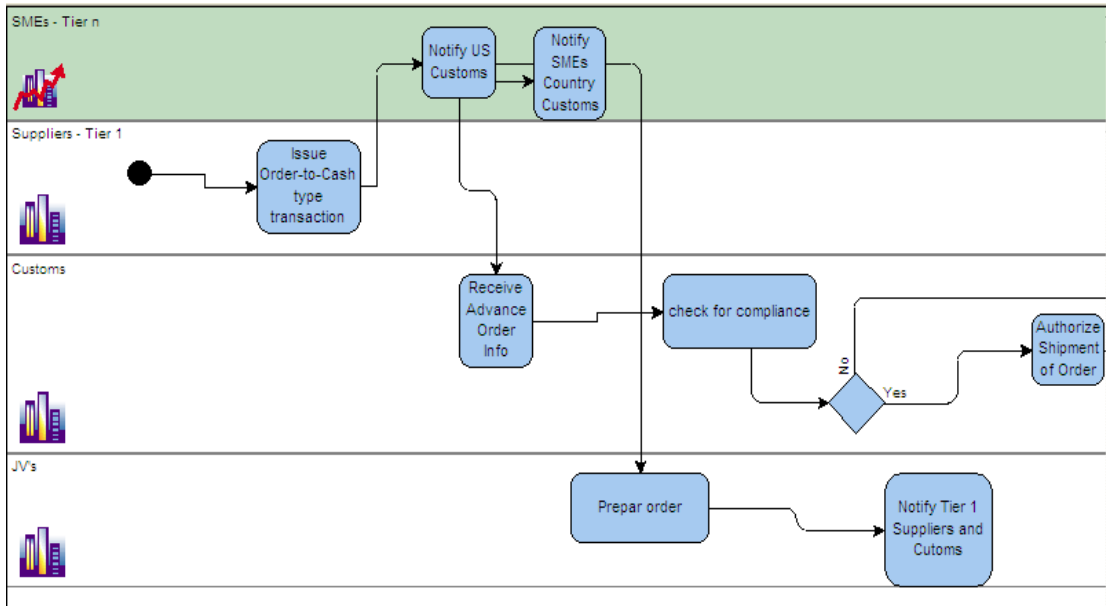 SMEs - Tier n
Notify US
Customs
Notify
SMEs
Country
Customs
Suppliers - Tier 1
Issue
Order-to-Cash
type
transaction
Customs
Receive
Advance
Order
Info
check for compliance
No
Yes
Authorize
Shipment
of Order
JV's
Prepar order
Notify Tier 1
Suppliers and
Cutoms